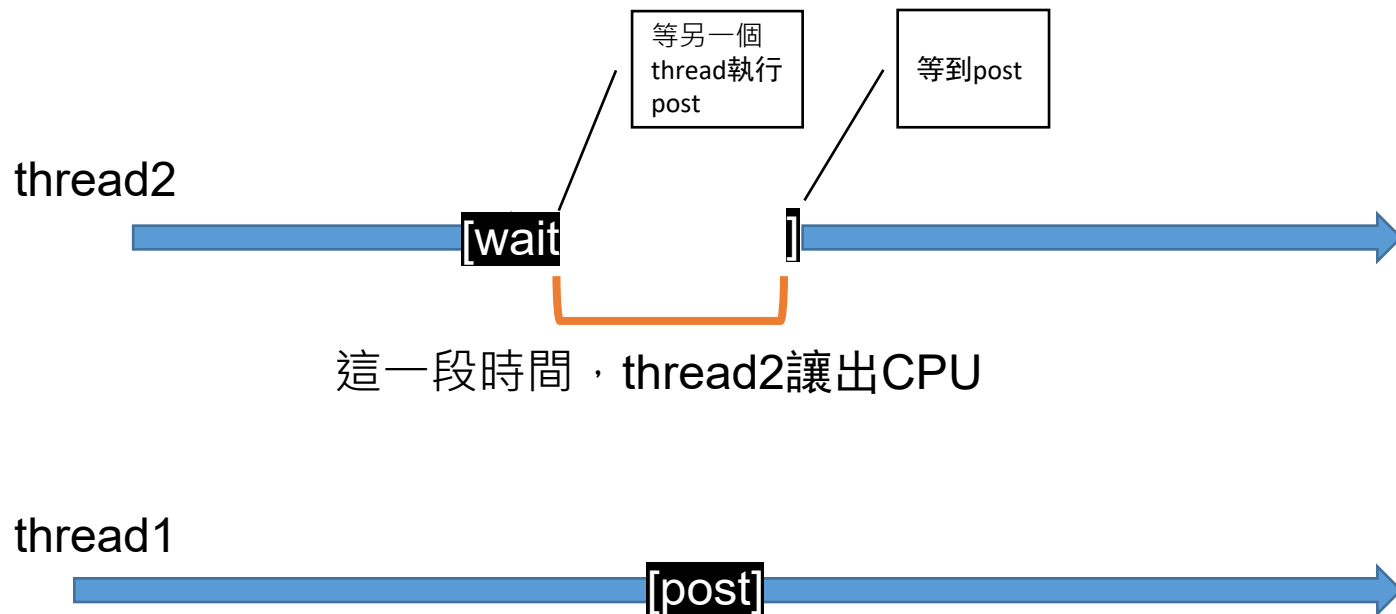 等另一個
thread執行
post
等到post
thread2
[wait
]
這一段時間，thread2讓出CPU
thread1
[post]